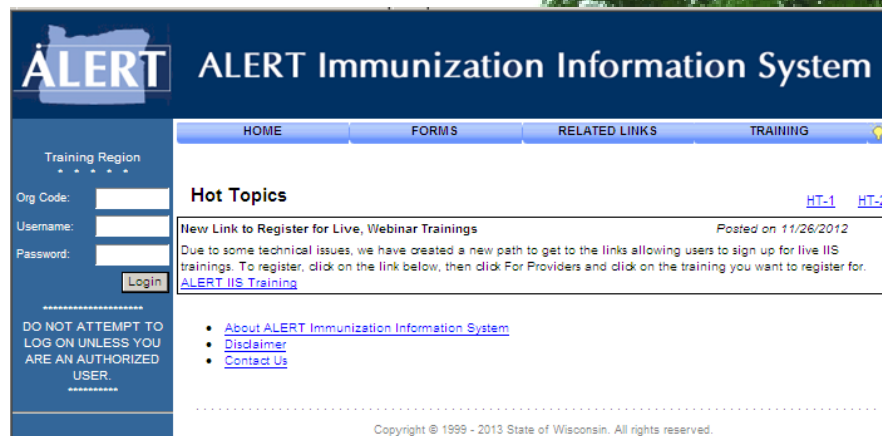 ALERT
ALERT Immunization Information System
HOME FORMS RELATED LINKS TRAINING
Training Region
* * * * *
Org Code:
Username:
Password:
Login
********************
DO NOT ATTEMPT TO
LOG ON UNLESS YOU
ARE AN AUTHORIZED
USER.
**********
Hot Topics
HT-1 HT-2
New Link to Register for Live, Webinar Trainings Posted on 11/26/2012
Due to some technical issues, we have created a new path to get to the links allowing users to sign up for live IIS
trainings. To register, click on the link below, then click For Providers and click on the training you want to register for.
ALERT IIS Training
• About ALERT Immunization Information System
• Disclaimer
• Contact Us
Copyright © 1999 - 2013 State of Wisconsin. All rights reserved.